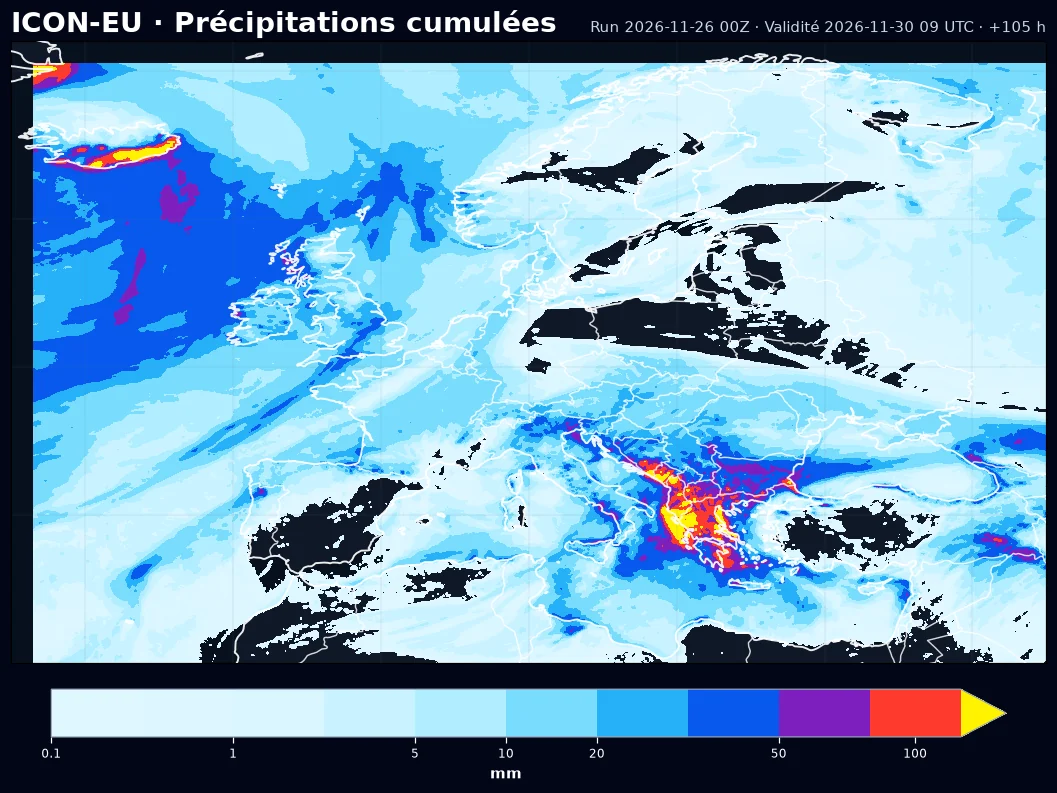 ICON-EU · Précipitations cumulées
Run 2026-11-26 00Z · Validité 2026-11-30 09 UTC · +105 h
0.1 1 5 10 20 50 100
mm